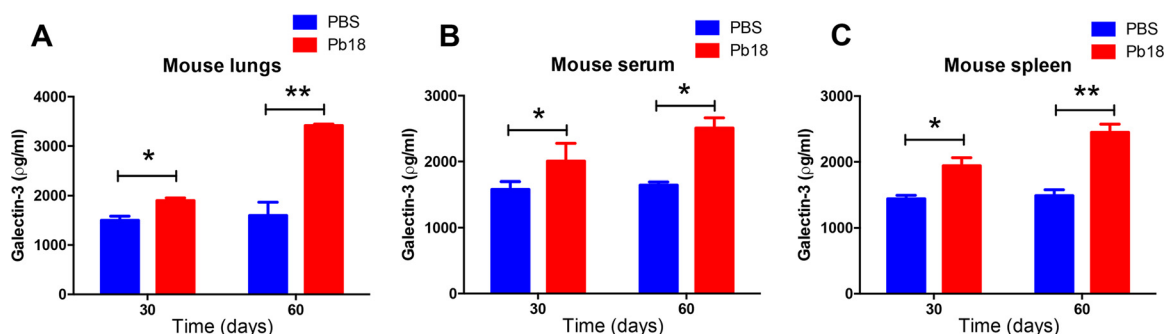 A
PBS
Pb18
Mouse lungs
Galectin-3 (ρg/ml)
4000
3000
2000
1000
0
*
**
30
60
Time (days)
B
PBS
Pb18
Mouse serum
Galectin-3 (ρg/ml)
3000
2000
1000
0
*
*
30
60
Time (days)
C
PBS
Pb18
Mouse spleen
Galectin-3 (ρg/ml)
3000
2000
1000
0
*
**
30
60
Time (days)